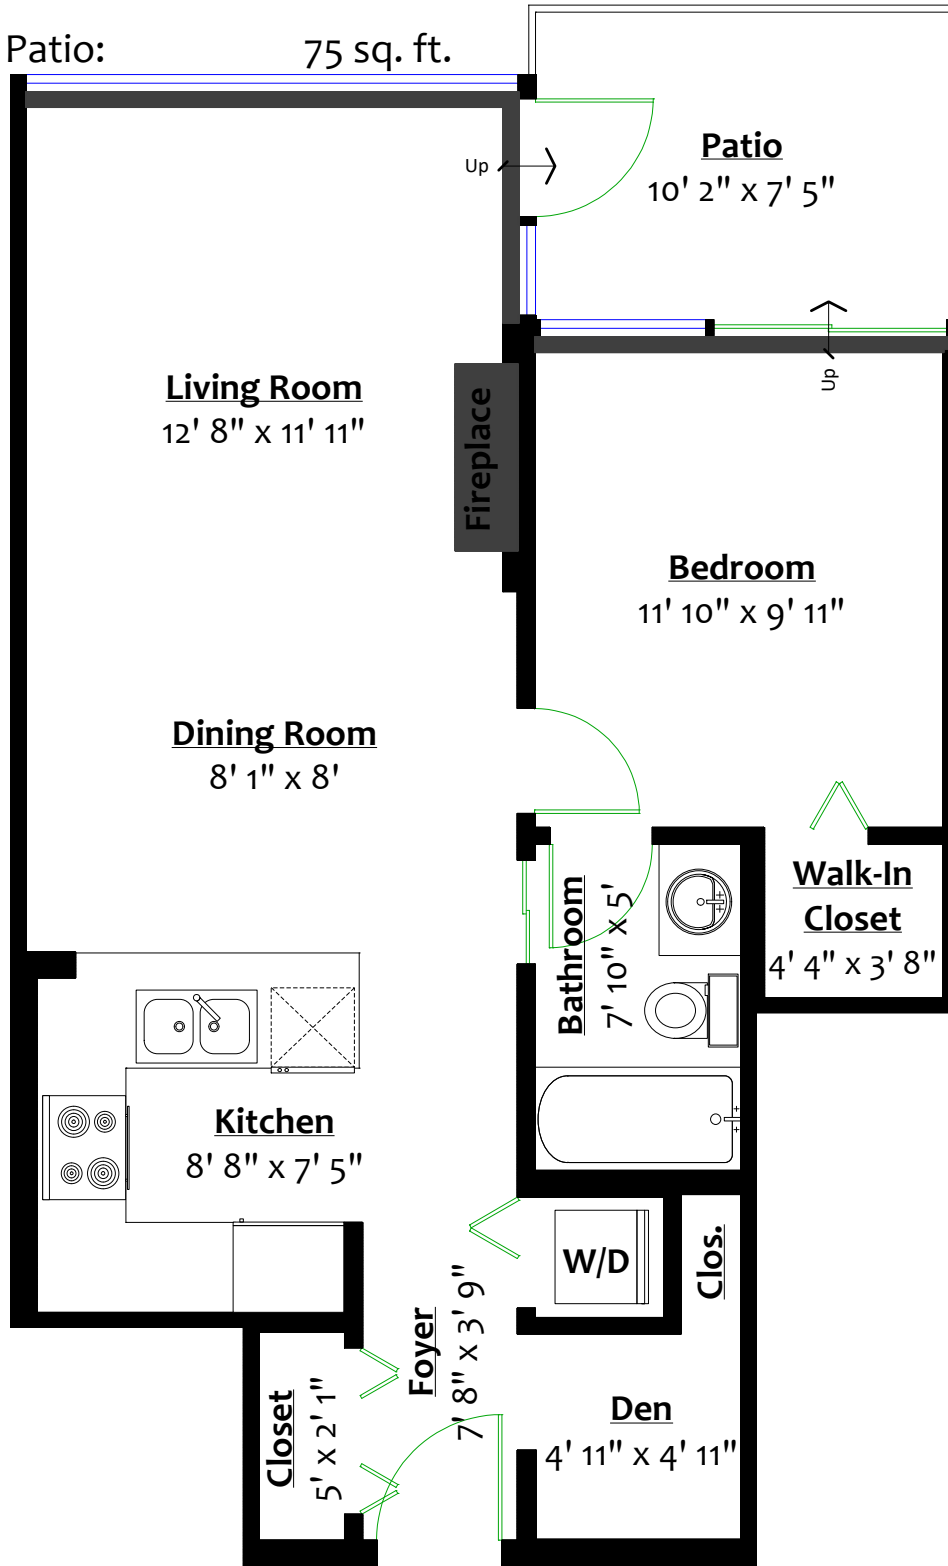 Patio: 75 sq. ft.
Patio
10' 2" x 7' 5"
Up
Up
Living Room
12' 8" x 11' 11"
Fireplace
Bedroom
11' 10" x 9' 11"
Dining Room
8' 1" x 8'
Walk-In
Closet
4' 4" x 3' 8"
Bathroom
7' 10" x 5'
Kitchen
8' 8" x 7' 5"
W/D
Clos.
Foyer
7' 8" x 3' 9"
Closet
5' x 2' 1"
Den
4' 11" x 4' 11"